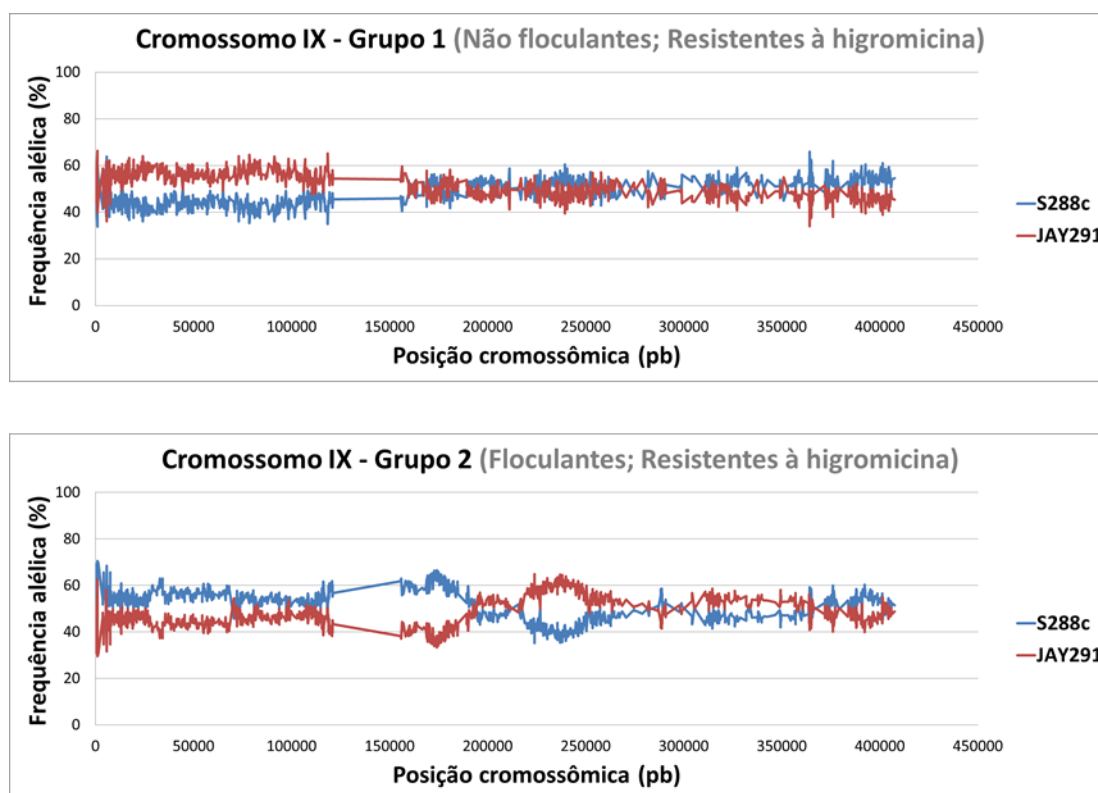 Cromossomo IX - Grupo 1 (Não floculantes; Resistentes à higromicina)
Frequência alélica (%)
100
80
60
40
20
0
0 50000 100000 150000 200000 250000 300000 350000 400000 450000
Posição cromossômica (pb)
S288c
JAY291
Cromossomo IX - Grupo 2 (Floculantes; Resistentes à higromicina)
Frequência alélica (%)
100
80
60
40
20
0
0 50000 100000 150000 200000 250000 300000 350000 400000 450000
Posição cromossômica (pb)
S288c
JAY291